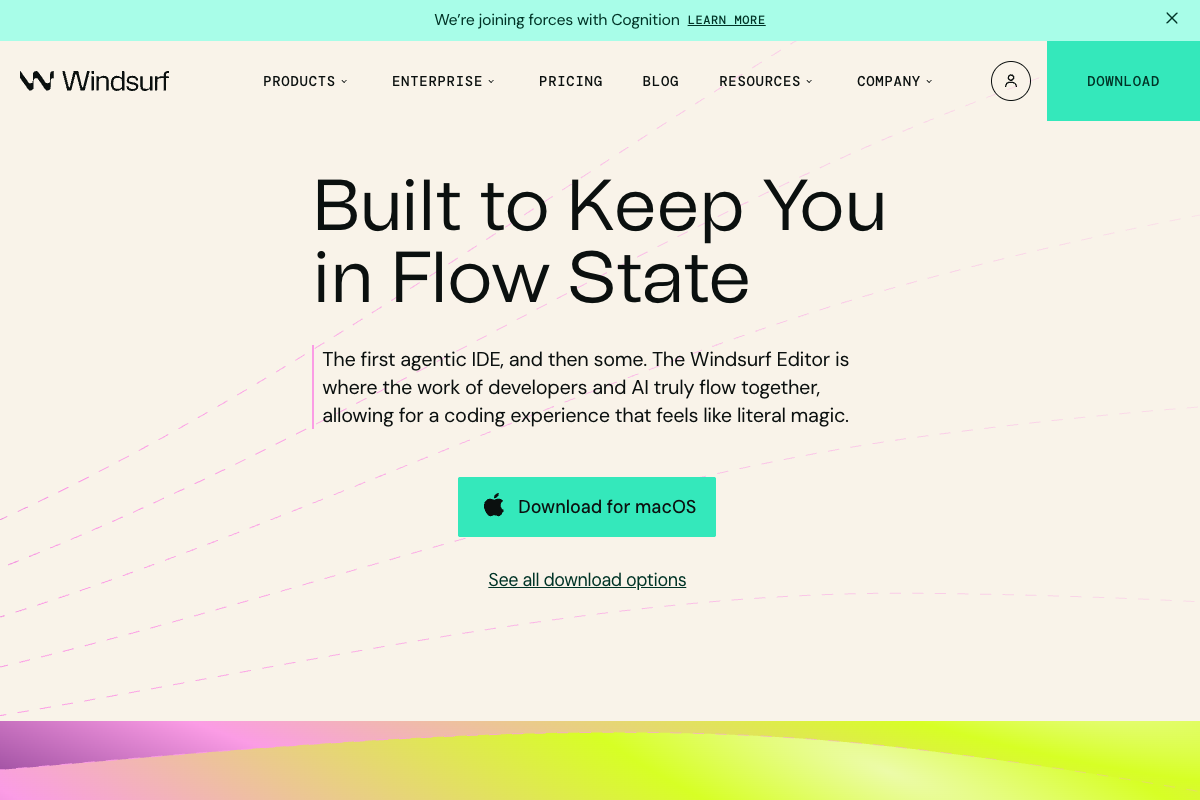 We’re joining forces with Cognition LEARN MORE
Windsurf
PRODUCTS
ENTERPRISE
PRICING
BLOG
RESOURCES
COMPANY
DOWNLOAD
Built to Keep You
in Flow State
The first agentic IDE, and then some. The Windsurf Editor is
where the work of developers and AI truly flow together,
allowing for a coding experience that feels like literal magic.
Download for macOS
See all download options